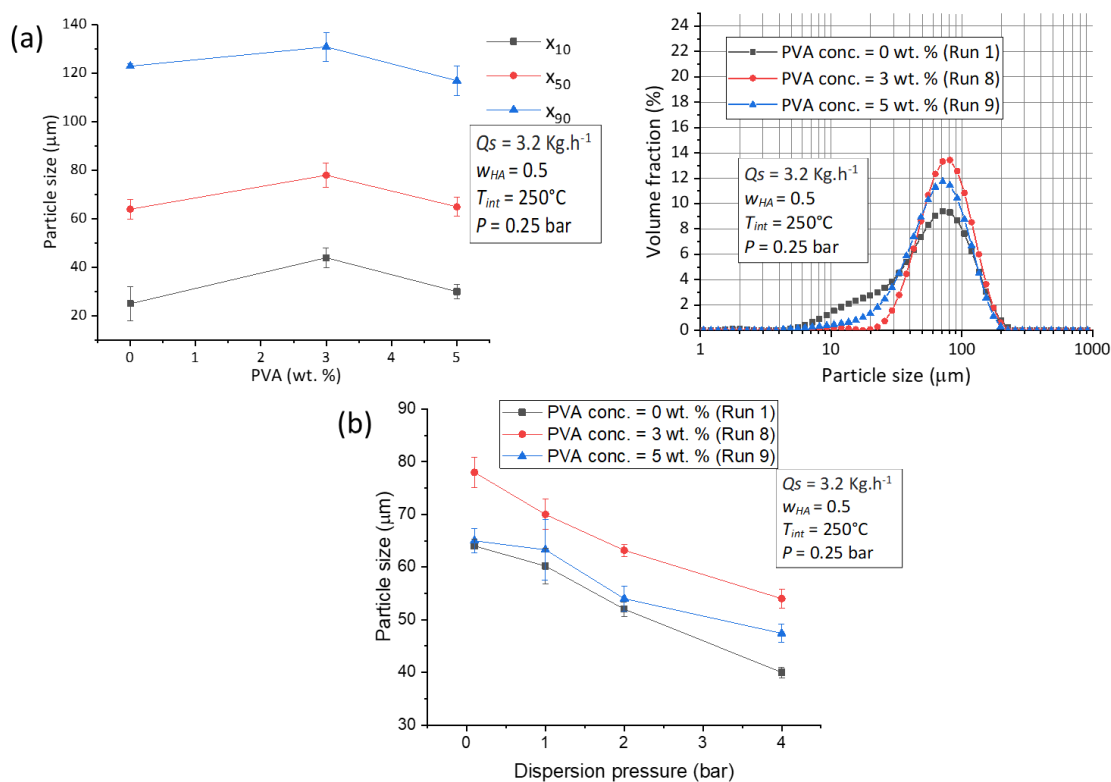 (a)
140
120
100
80
60
40
20
0
1
2
3
4
5
Particle size (μm)
PVA (wt. %)
x10
x50
x90
Qs = 3.2 Kg.h-1
wHA = 0.5
Tint = 250°C
P = 0.25 bar
24
22
20
18
16
14
12
10
8
6
4
2
0
1
10
100
1000
Volume fraction (%)
Particle size (μm)
PVA conc. = 0 wt. % (Run 1)
PVA conc. = 3 wt. % (Run 8)
PVA conc. = 5 wt. % (Run 9)
Qs = 3.2 Kg.h-1
wHA = 0.5
Tint = 250°C
P = 0.25 bar
(b)
90
80
70
60
50
40
30
0
1
2
3
4
Particle size (μm)
Dispersion pressure (bar)
PVA conc. = 0 wt. % (Run 1)
PVA conc. = 3 wt. % (Run 8)
PVA conc. = 5 wt. % (Run 9)
Qs = 3.2 Kg.h-1
wHA = 0.5
Tint = 250°C
P = 0.25 bar